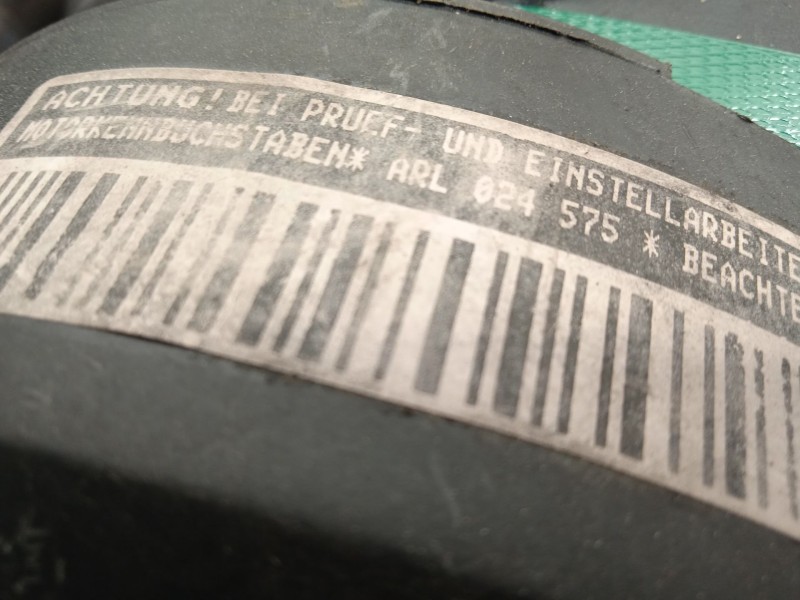 ACHTUNG! BEI PRUEF- UND EINSTELLARBEITE
MOTORKENNBUCHSTABEN* ARL 024 575 * BEACHTE